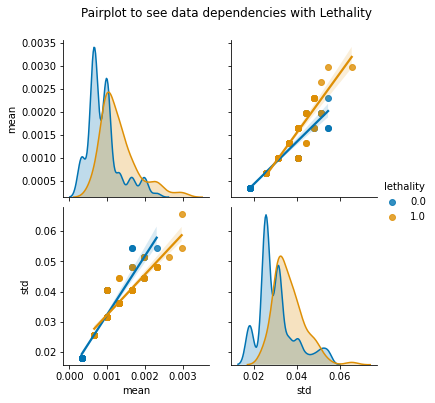 Pairplot to see data dependencies with Lethality
0.0035
0.0030
0.0025
0.0020
0.0015
0.0010
0.0005
mean
lethality
0.0
1.0
0.06
0.05
0.04
0.03
0.02
std
0.000 0.001 0.002 0.003
mean
0.02 0.04 0.06
std